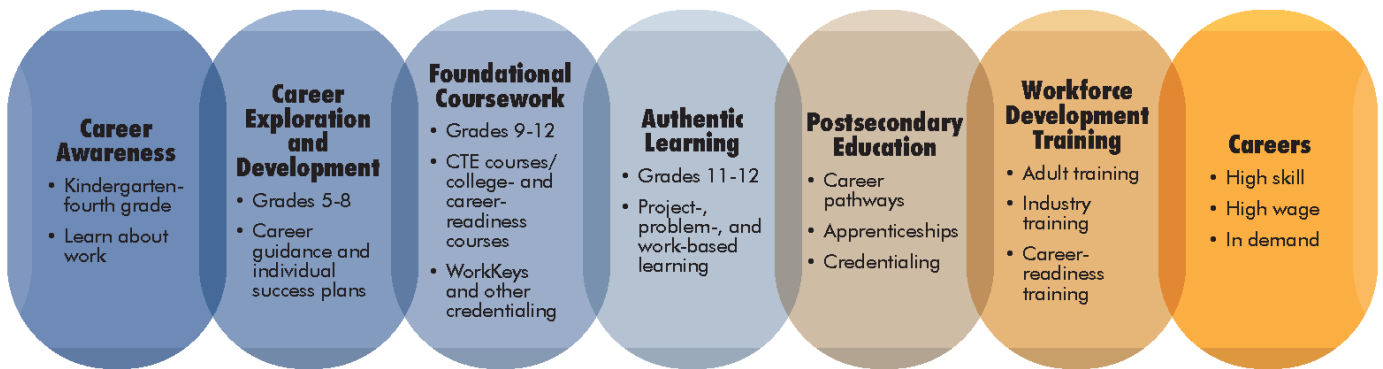 Career
Awareness
• Kindergarten-
fourth grade
• Learn about
work
Career
Exploration
and
Development
• Grades 5-8
• Career
guidance and
individual
success plans
Foundational
Coursework
• Grades 9-12
• CTE courses/
college- and
career-
readiness
courses
• WorkKeys
and other
credentialing
Authentic
Learning
• Grades 11-12
• Project-,
problem-, and
work-based
learning
Postsecondary
Education
• Career
pathways
• Apprenticeships
• Credentialing
Workforce
Development
Training
• Adult training
• Industry
training
• Career-
readiness
training
Careers
• High skill
• High wage
• In demand